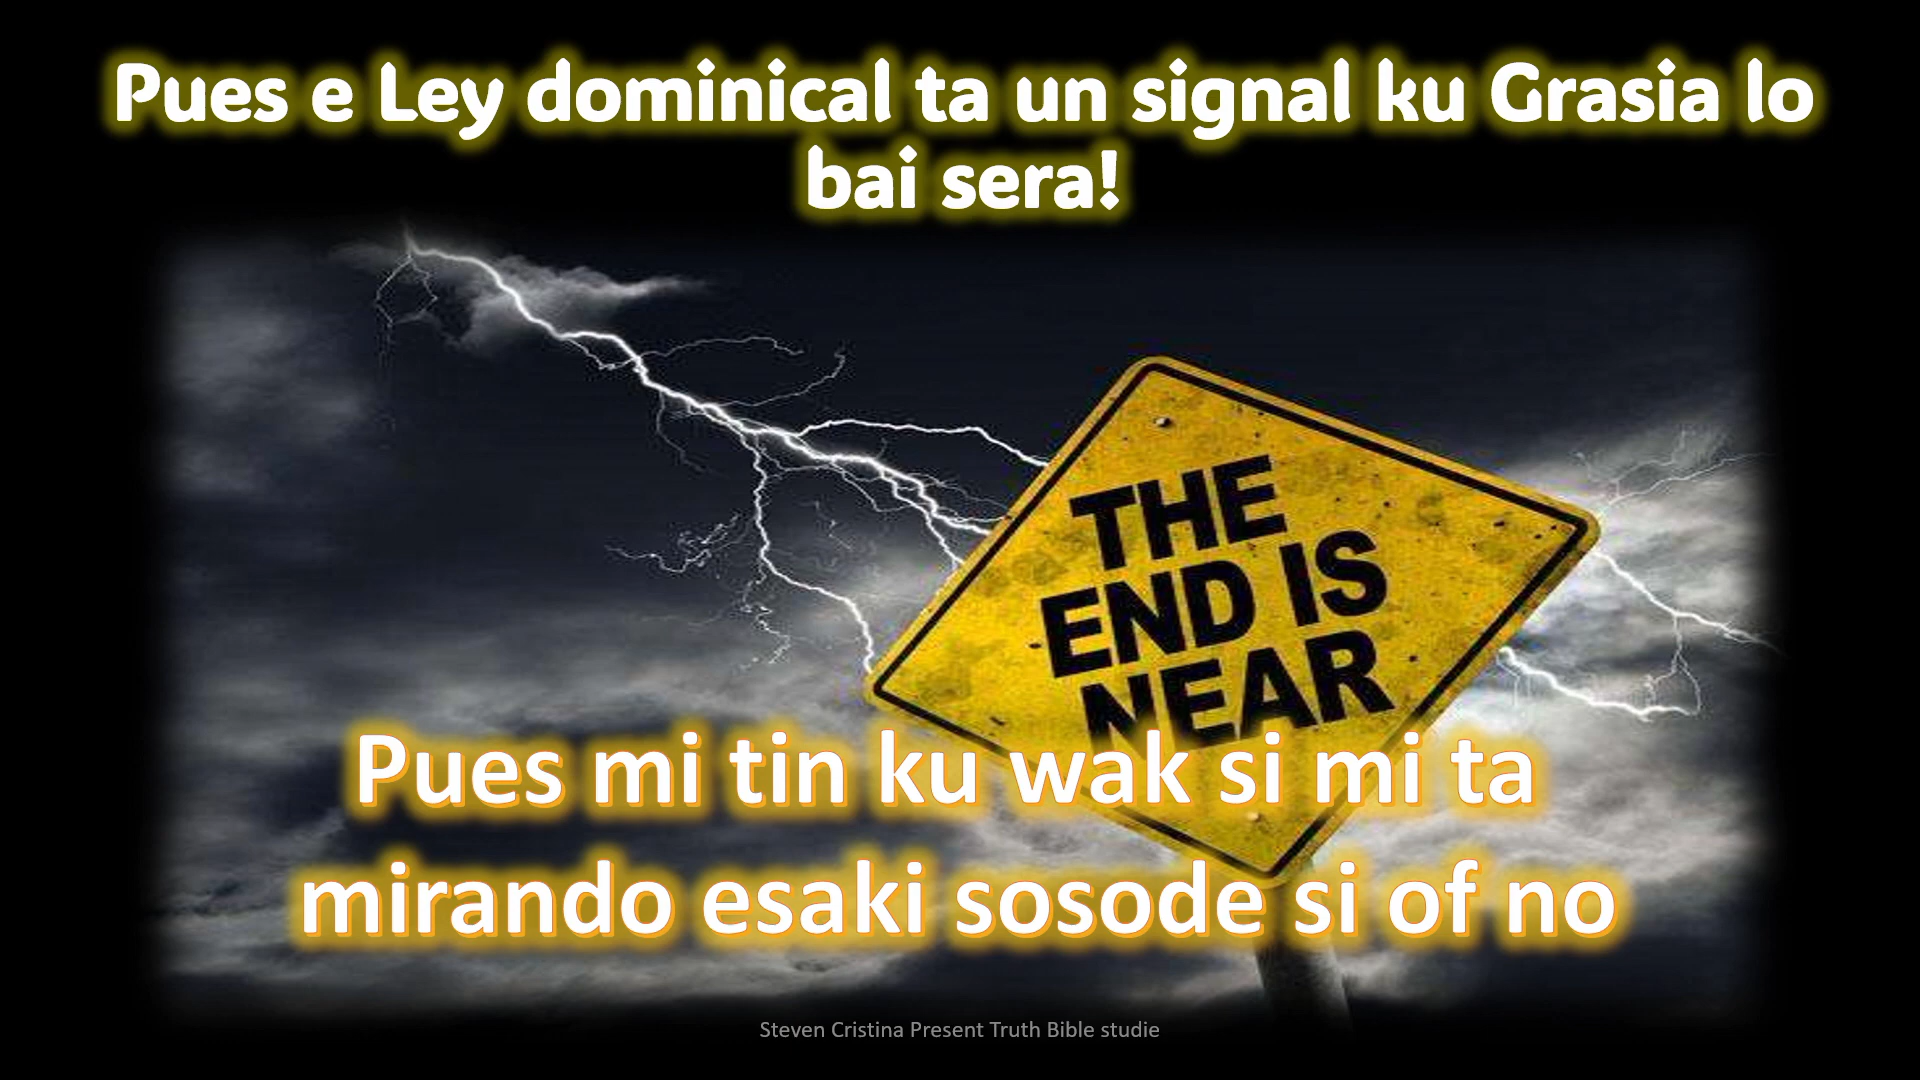 Pues e Ley dominical ta un signal ku Grasia lo
bai sera!
THE
END IS
NEAR
Pues mi tin ku wak si mi ta
mirando esaki sosode si of no
Steven Cristina Present Truth Bible studie